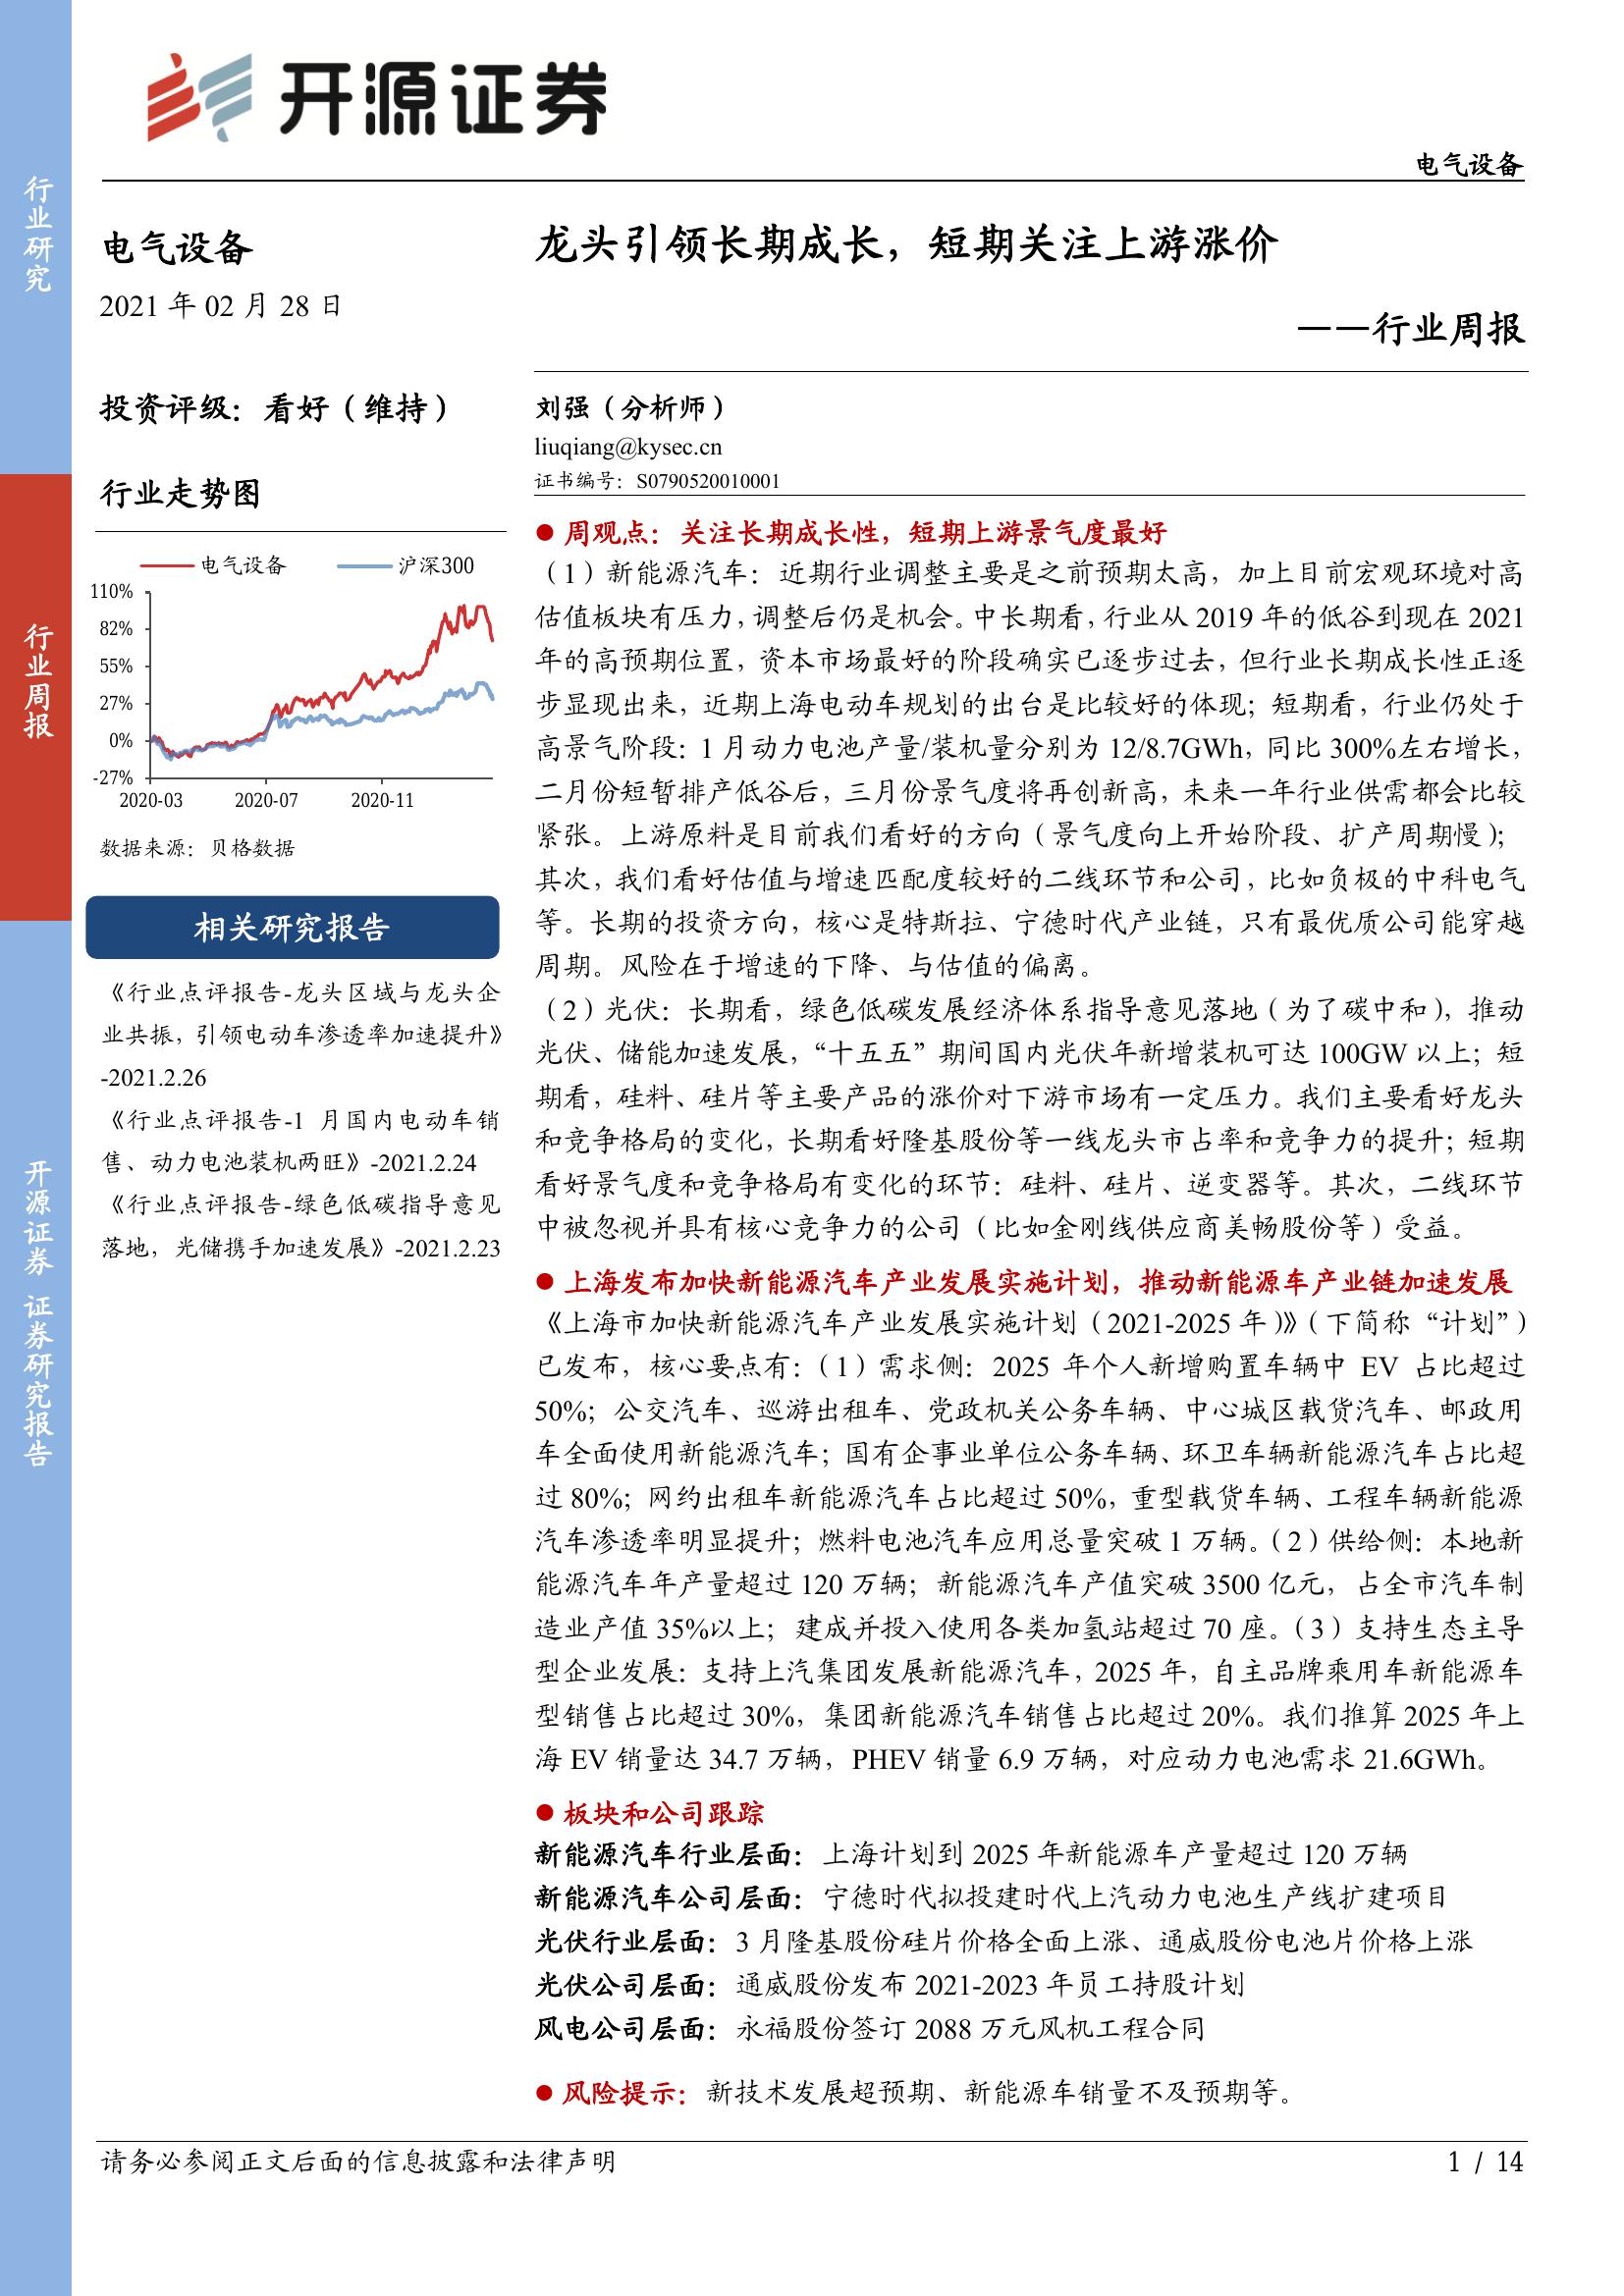 开源证券
电气设备
行业研究
行业周报
开源证券 证券研究报告
电气设备
2021 年 02 月 28 日
投资评级：看好（维持）
行业走势图
电气设备 沪深300
110%
82%
55%
27%
0%
-27%
2020-03 2020-07 2020-11
数据来源：贝格数据
相关研究报告
《行业点评报告-龙头区域与龙头企
业共振，引领电动车渗透率加速提升》
-2021.2.26
《行业点评报告-1 月国内电动车销
售、动力电池装机两旺》-2021.2.24
《行业点评报告-绿色低碳指导意见
落地，光储携手加速发展》-2021.2.23
龙头引领长期成长，短期关注上游涨价
——行业周报
刘强（分析师）
liuqiang@kysec.cn
证书编号：S0790520010001
● 周观点：关注长期成长性，短期上游景气度最好
（1）新能源汽车：近期行业调整主要是之前预期太高，加上目前宏观环境对高
估值板块有压力，调整后仍是机会。中长期看，行业从 2019 年的低谷到现在 2021
年的高预期位置，资本市场最好的阶段确实已逐步过去，但行业长期成长性正逐
步显现出来，近期上海电动车规划的出台是比较好的体现；短期看，行业仍处于
高景气阶段：1 月动力电池产量/装机量分别为 12/8.7GWh，同比 300%左右增长，
二月份短暂排产低谷后，三月份景气度将再创新高，未来一年行业供需都会比较
紧张。上游原料是目前我们看好的方向（景气度向上开始阶段、扩产周期慢）；
其次，我们看好估值与增速匹配度较好的二线环节和公司，比如负极的中科电气
等。长期的投资方向，核心是特斯拉、宁德时代产业链，只有最优质公司能穿越
周期。风险在于增速的下降、与估值的偏离。
（2）光伏：长期看，绿色低碳发展经济体系指导意见落地（为了碳中和），推动
光伏、储能加速发展，“十五五”期间国内光伏年新增装机可达 100GW 以上；短
期看，硅料、硅片等主要产品的涨价对下游市场有一定压力。我们主要看好龙头
和竞争格局的变化，长期看好隆基股份等一线龙头市占率和竞争力的提升；短期
看好景气度和竞争格局有变化的环节：硅料、硅片、逆变器等。其次，二线环节
中被忽视并具有核心竞争力的公司（比如金刚线供应商美畅股份等）受益。
● 上海发布加快新能源汽车产业发展实施计划，推动新能源车产业链加速发展
《上海市加快新能源汽车产业发展实施计划（2021-2025 年）》（下简称“计划”）
已发布，核心要点有：（1）需求侧：2025 年个人新增购置车辆中 EV 占比超过
50%；公交汽车、巡游出租车、党政机关公务车辆、中心城区载货汽车、邮政用
车全面使用新能源汽车；国有企事业单位公务车辆、环卫车辆新能源汽车占比超
过 80%；网约出租车新能源汽车占比超过 50%，重型载货车辆、工程车辆新能源
汽车渗透率明显提升；燃料电池汽车应用总量突破 1 万辆。（2）供给侧：本地新
能源汽车年产量超过 120 万辆；新能源汽车产值突破 3500 亿元，占全市汽车制
造业产值 35%以上；建成并投入使用各类加氢站超过 70 座。（3）支持生态主导
型企业发展：支持上汽集团发展新能源汽车，2025 年，自主品牌乘用车新能源车
型销售占比超过 30%，集团新能源汽车销售占比超过 20%。我们推算 2025 年上
海 EV 销量达 34.7 万辆，PHEV 销量 6.9 万辆，对应动力电池需求 21.6GWh。
● 板块和公司跟踪
新能源汽车行业层面：上海计划到 2025 年新能源车产量超过 120 万辆
新能源汽车公司层面：宁德时代拟投建时代上汽动力电池生产线扩建项目
光伏行业层面：3 月隆基股份硅片价格全面上涨、通威股份电池片价格上涨
光伏公司层面：通威股份发布 2021-2023 年员工持股计划
风电公司层面：永福股份签订 2088 万元风机工程合同
● 风险提示：新技术发展超预期、新能源车销量不及预期等。
请务必参阅正文后面的信息披露和法律声明
1 / 14